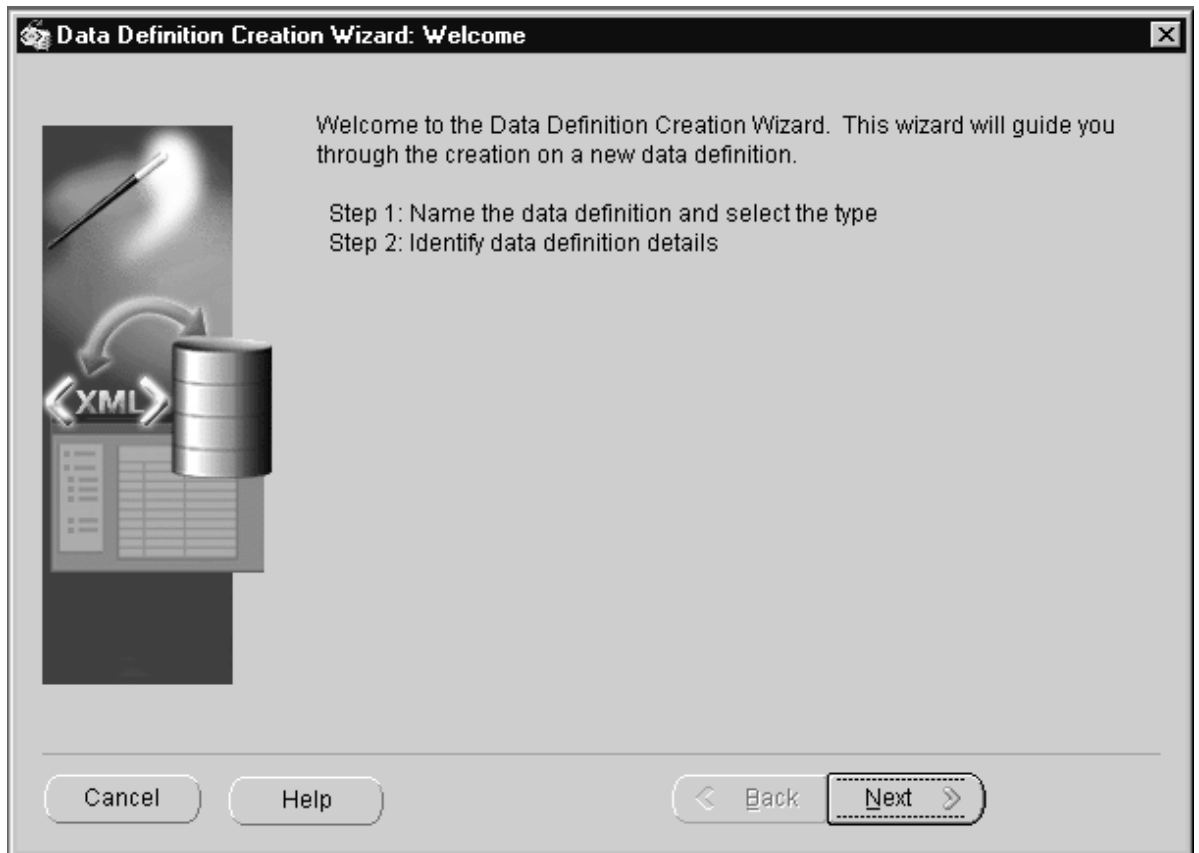 Data Definition Creation Wizard: Welcome
Welcome to the Data Definition Creation Wizard. This wizard will guide you
through the creation on a new data definition.
Step 1: Name the data definition and select the type
Step 2: Identify data definition details
<XML>
Cancel
Help
Back
Next